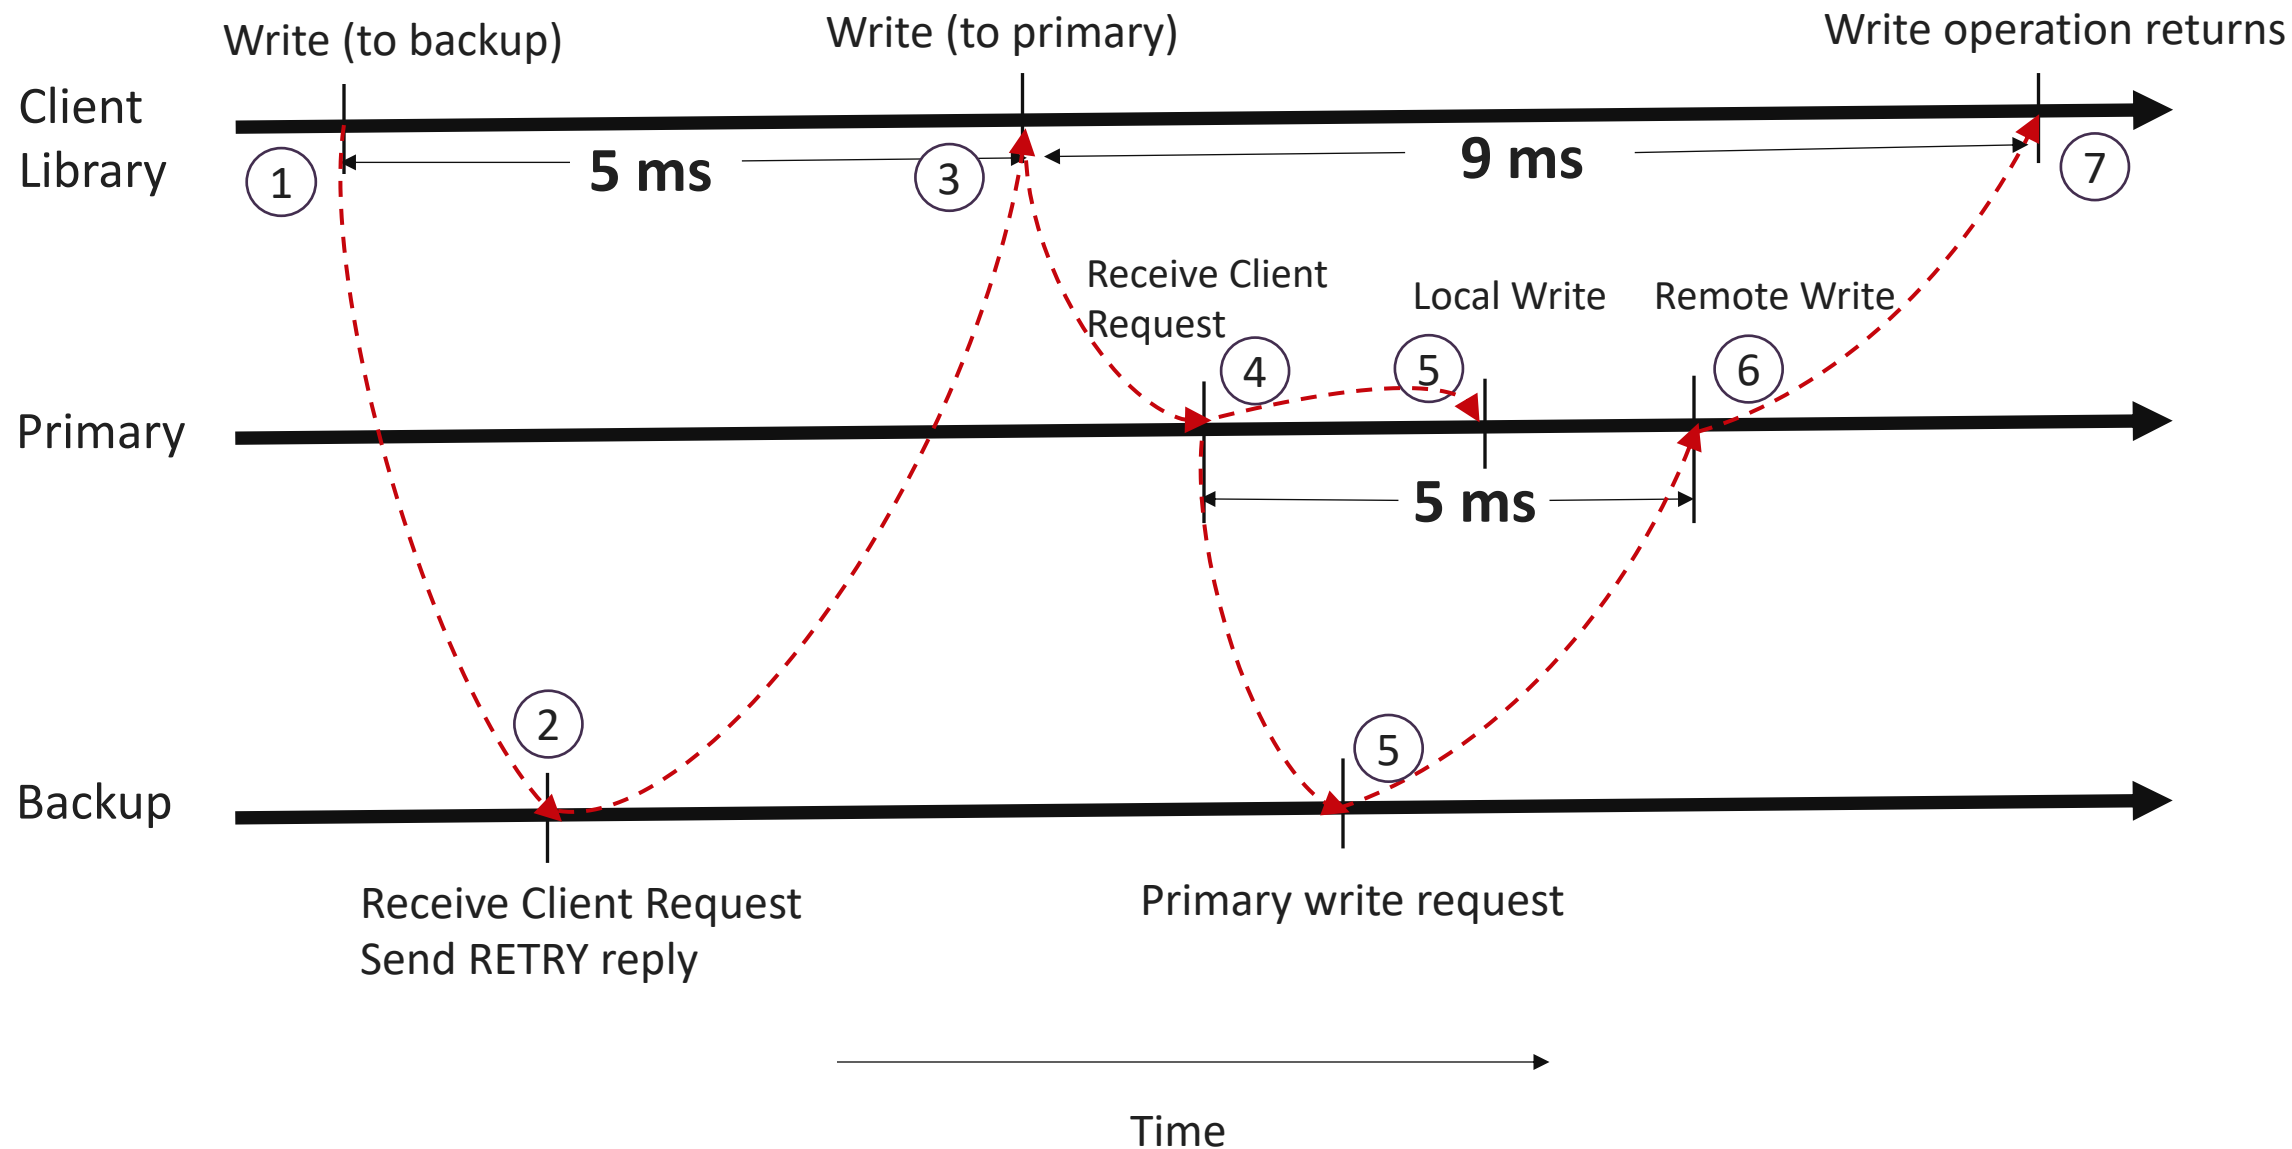 Write (to backup)
Write (to primary)
Write operation returns
Client
Library
1
5 ms
3
9 ms
7
Receive Client
Request
Local Write
Remote Write
4
5
6
Primary
5 ms
2
5
Backup
Receive Client Request
Send RETRY reply
Primary write request
Time